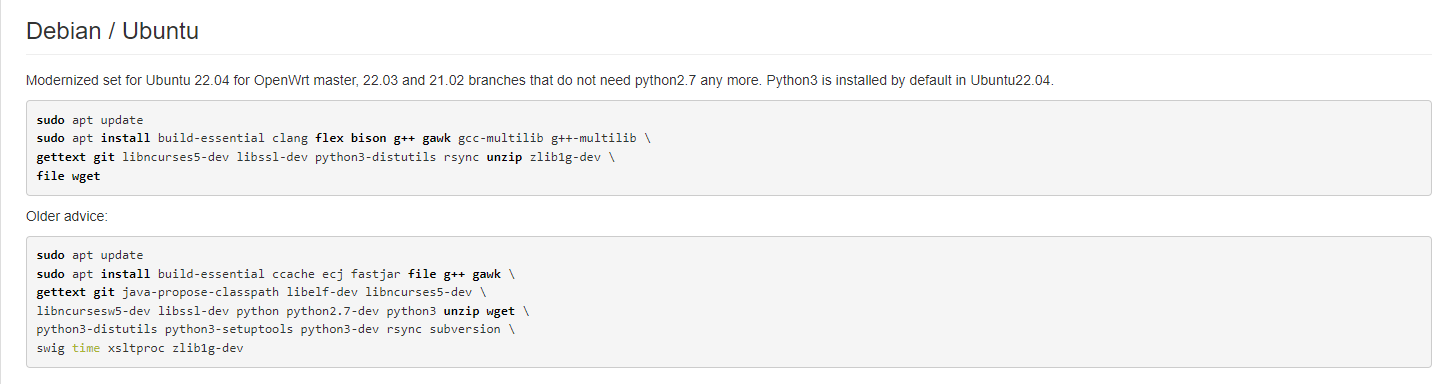 Debian / Ubuntu
Modernized set for Ubuntu 22.04 for OpenWrt master, 22.03 and 21.02 branches that do not need python2.7 any more. Python3 is installed by default in Ubuntu22.04.
sudo apt update
sudo apt install build-essential clang flex bison g++ gawk gcc-multilib g++-multilib \
gettext git libncurses5-dev libssl-dev python3-distutils rsync unzip zlib1g-dev \
file wget
Older advice:
sudo apt update
sudo apt install build-essential ccache ecj fastjar file g++ gawk \
gettext git java-propose-classpath libelf-dev libncurses5-dev \
libncursesw5-dev libssl-dev python python2.7-dev python3 unzip wget \
python3-distutils python3-setuptools python3-dev rsync subversion \
swig time xsltproc zlib1g-dev